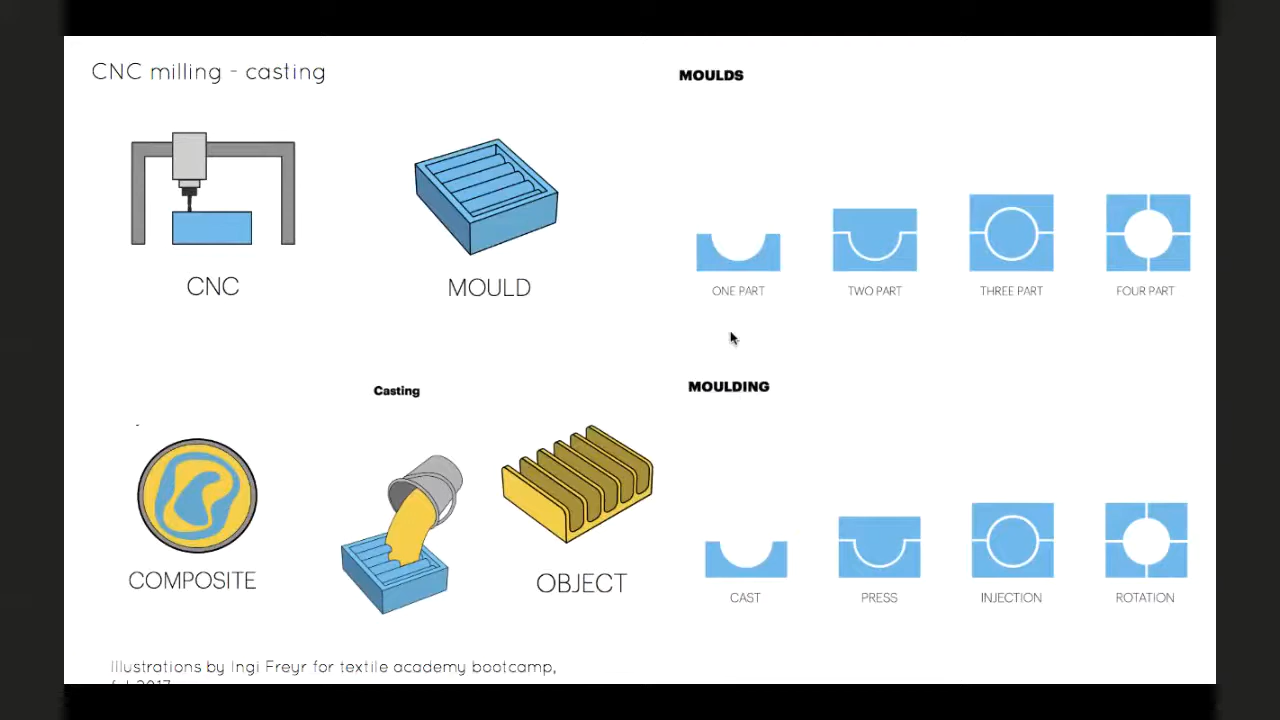 CNC milling - casting
MOULDS
CNC
MOULD
ONE PART
TWO PART
THREE PART
FOUR PART
Casting
MOULDING
COMPOSITE
OBJECT
CAST
PRESS
INJECTION
ROTATION
Illustrations by Ingi Freyr for textile academy bootcamp,
2017